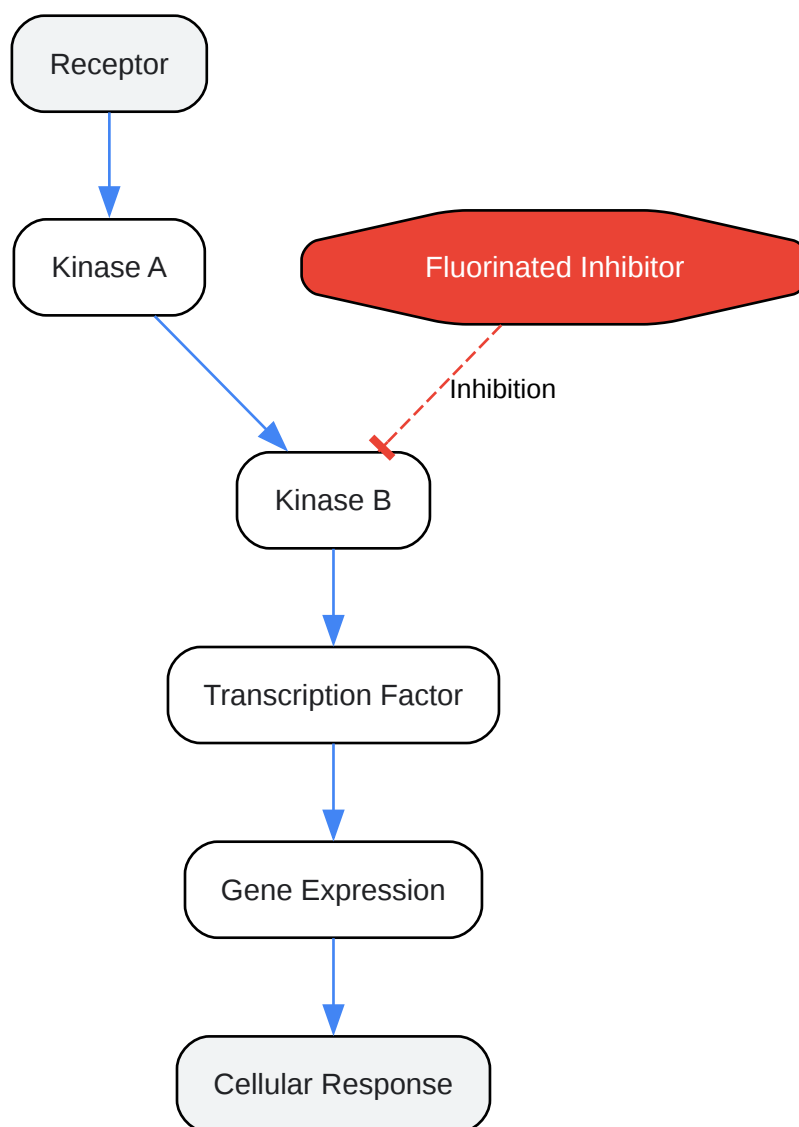 Receptor
Kinase A
Fluorinated Inhibitor
Inhibition
Kinase B
Transcription Factor
Gene Expression
Cellular Response